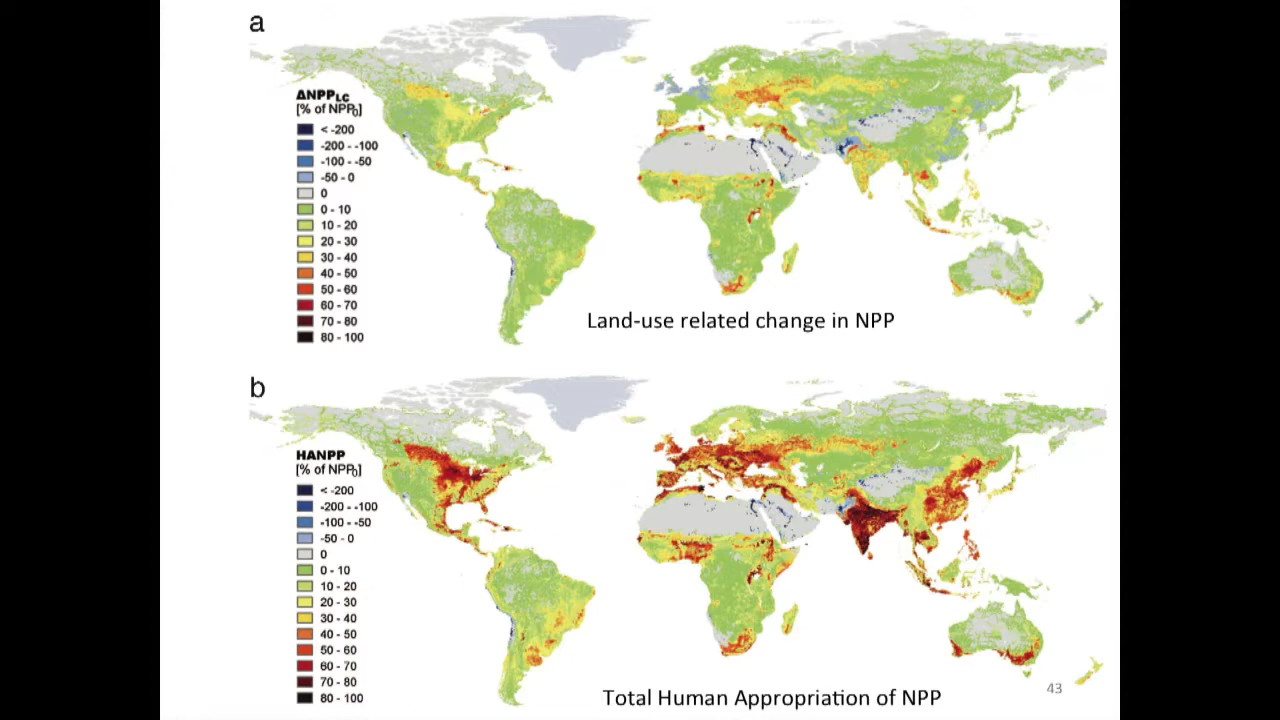 a
ΔNPPLC
[% of NPP0]
< -200
-200 - -100
-100 - -50
-50 - 0
0
0 - 10
10 - 20
20 - 30
30 - 40
40 - 50
50 - 60
60 - 70
70 - 80
80 - 100
Land-use related change in NPP
b
HANPP
[% of NPP0]
< -200
-200 - -100
-100 - -50
-50 - 0
0
0 - 10
10 - 20
20 - 30
30 - 40
40 - 50
50 - 60
60 - 70
70 - 80
80 - 100
Total Human Appropriation of NPP
43